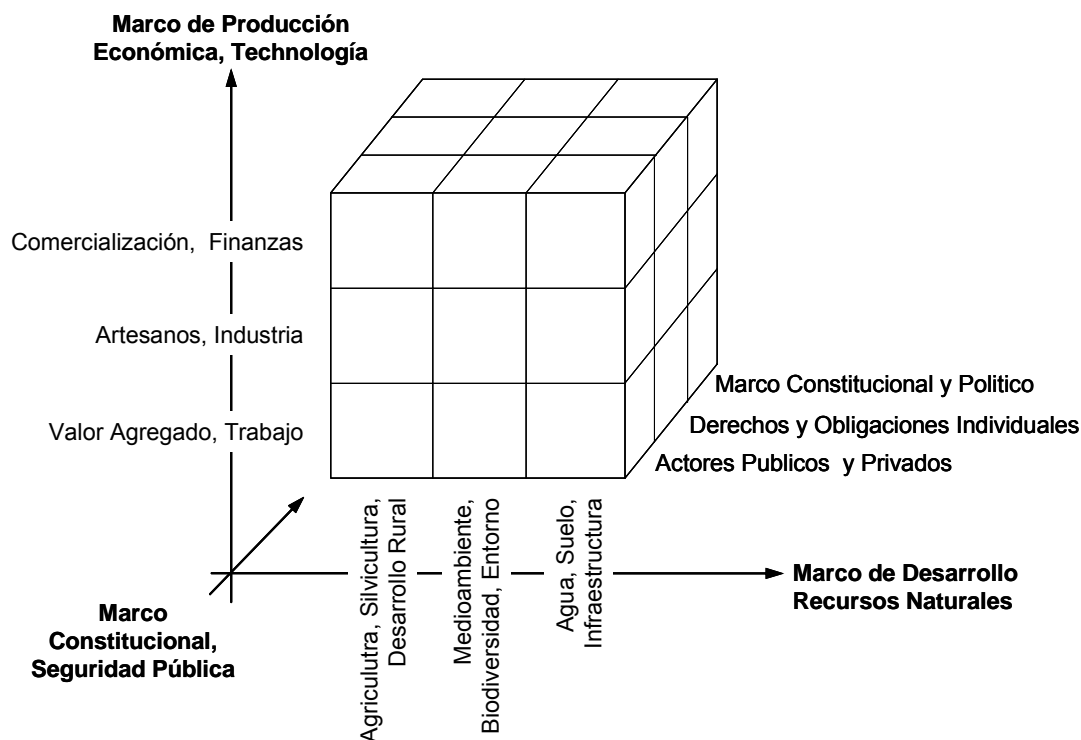 Marco de Producción
Económica, Technología
Comercialización, Finanzas
Artesanos, Industria
Valor Agregado, Trabajo
Marco Constitucional y Politico
Derechos y Obligaciones Individuales
Actores Publicos y Privados
Agriculutra, Silvicultura,
Desarrollo Rural
Medioambiente,
Biodiversidad, Entorno
Agua, Suelo,
Infraestructura
Marco de Desarrollo
Recursos Naturales
Marco
Constitucional,
Seguridad Pública